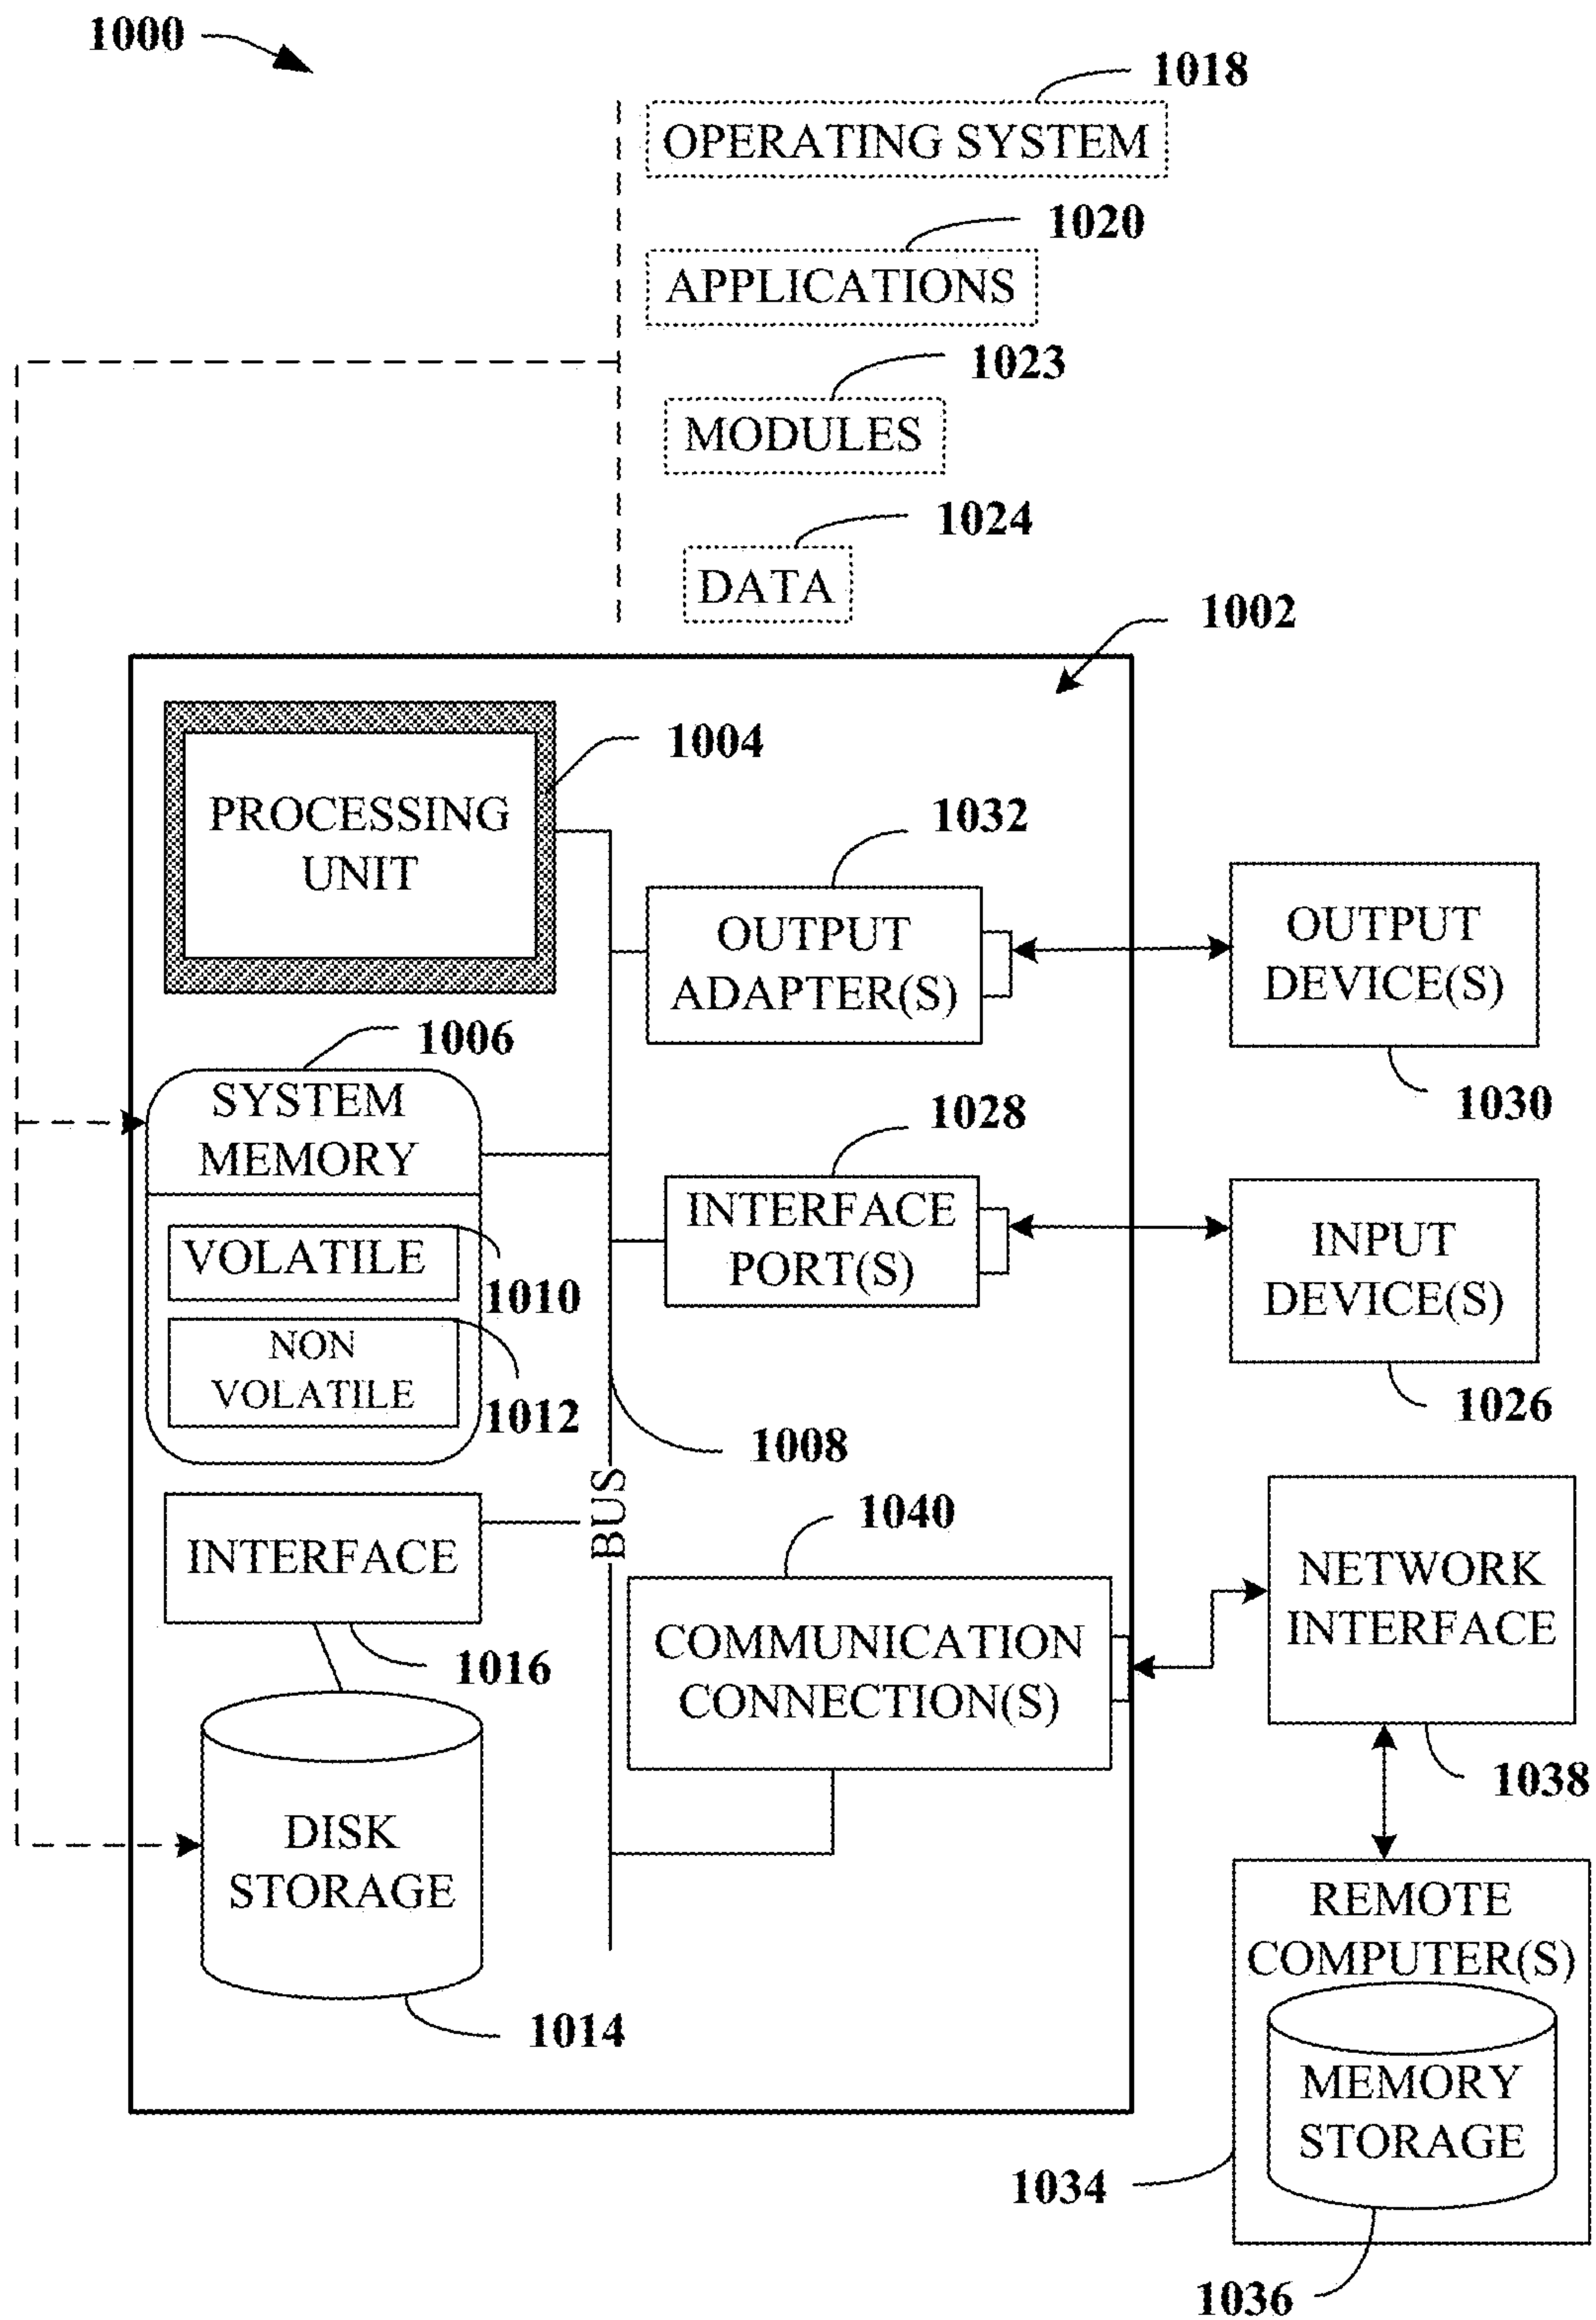 1000
1018
OPERATING SYSTEM
1020
APPLICATIONS
1023
MODULES
1024
DATA
1002
1004
PROCESSING
UNIT
1032
OUTPUT
ADAPTER(S)
OUTPUT
DEVICE(S)
1030
1006
SYSTEM
MEMORY
1028
INTERFACE
PORT(S)
INPUT
DEVICE(S)
1026
VOLATILE
1010
NON
VOLATILE
1012
1008
BUS
INTERFACE
1016
1040
COMMUNICATION
CONNECTION(S)
NETWORK
INTERFACE
1038
DISK
STORAGE
1014
REMOTE
COMPUTER(S)
MEMORY
STORAGE
1034
1036